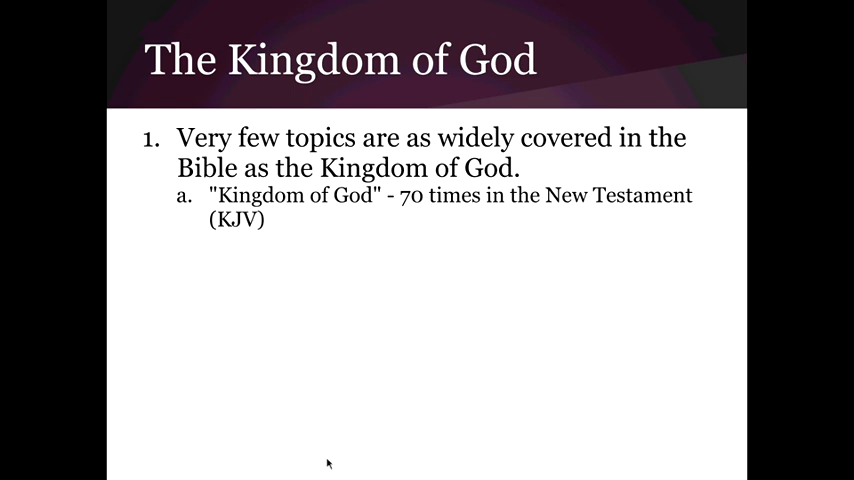 The Kingdom of God
1. Very few topics are as widely covered in the
Bible as the Kingdom of God.
a. "Kingdom of God" - 70 times in the New Testament
(KJV)